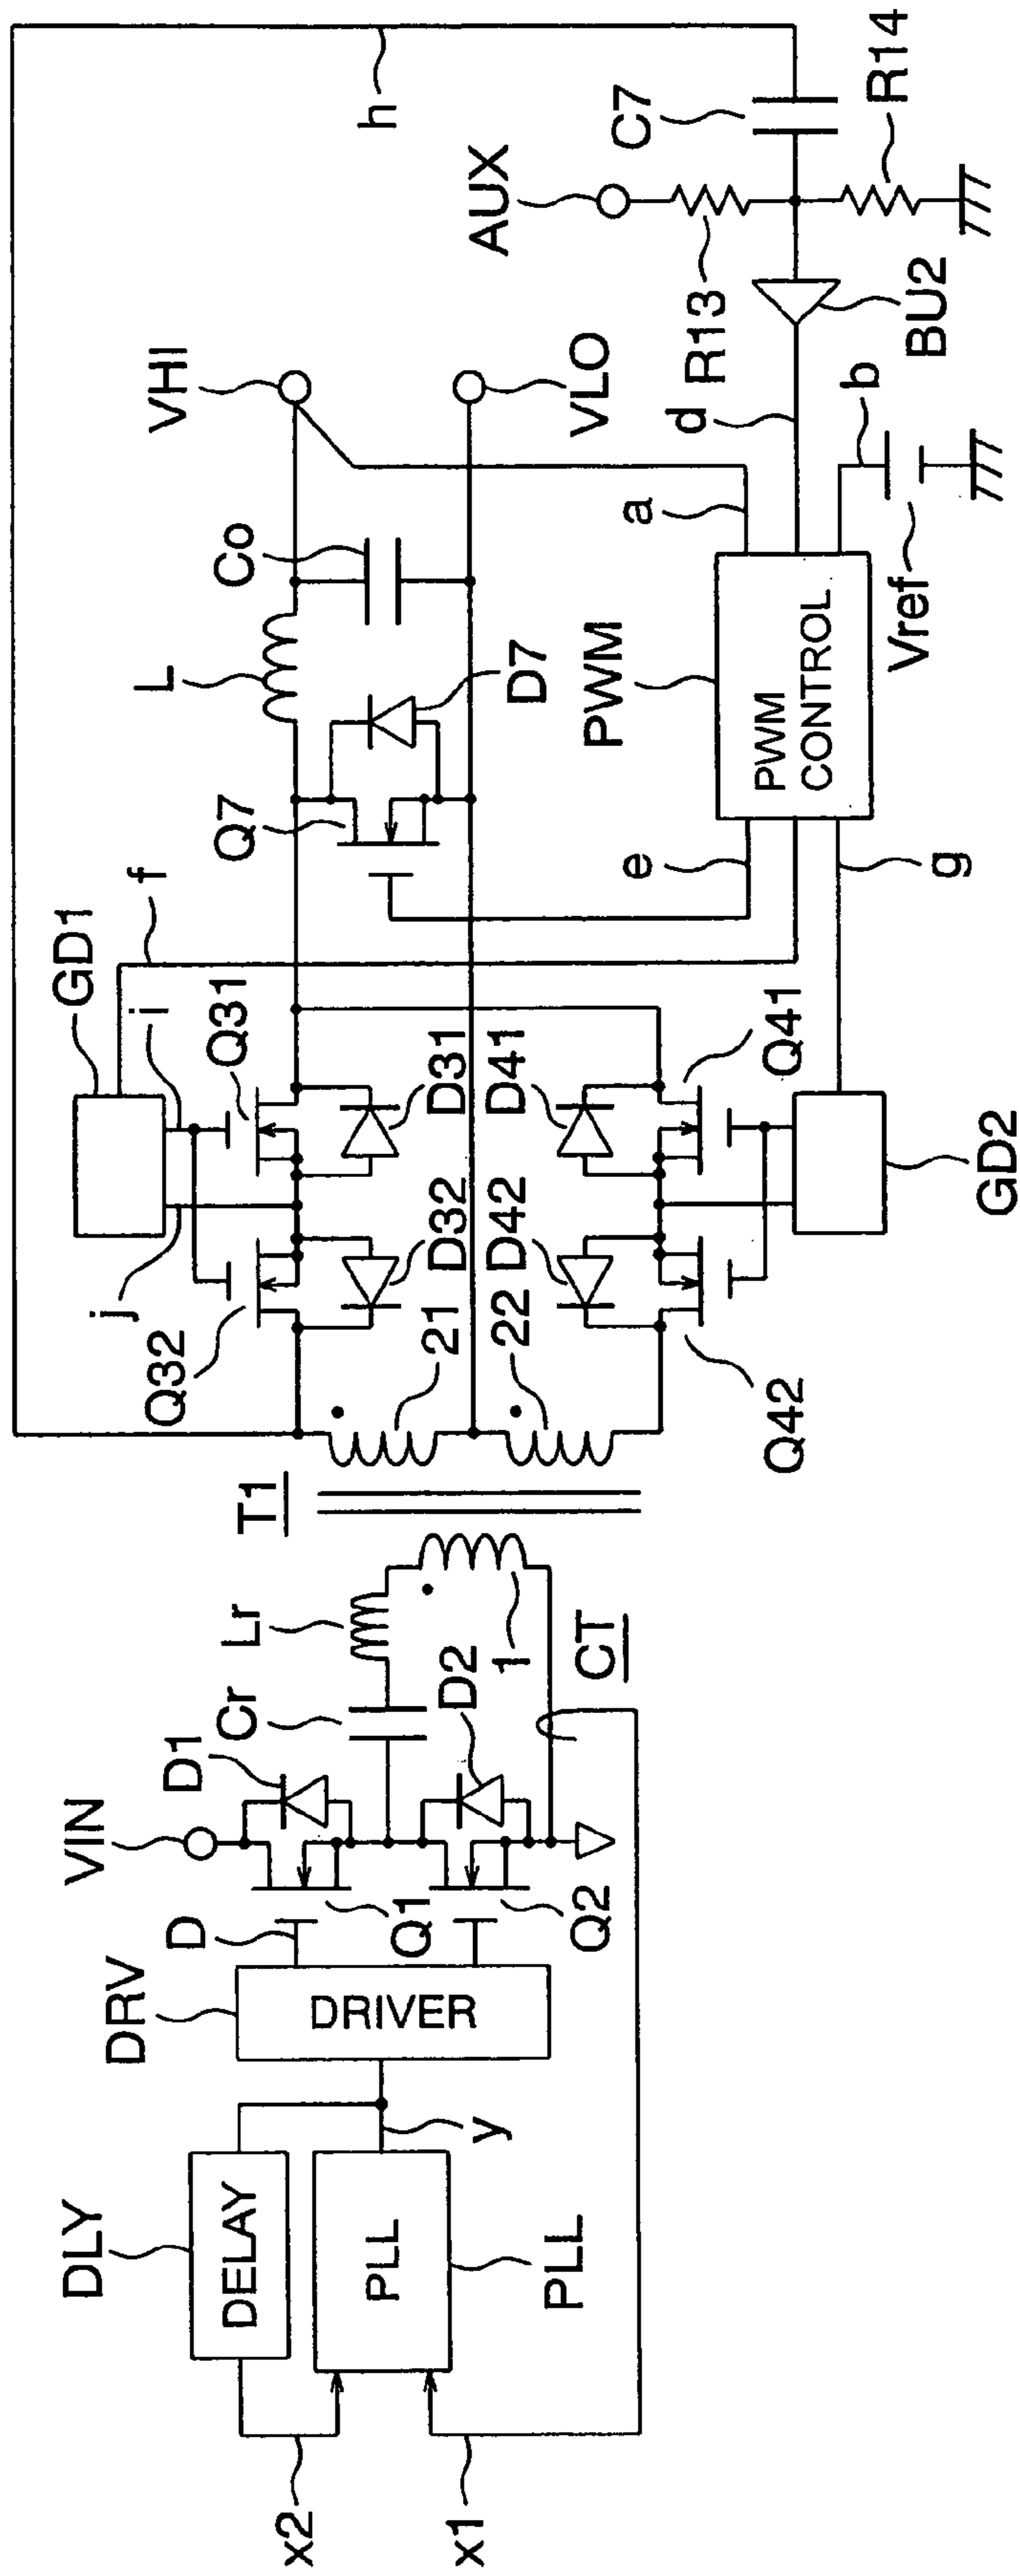 x2
x1
DLY
DELAY
PLL
PLL
y
DRV
DRIVER
D
VIN
D1
Q1
Q2
D2
Cr
Lr
1
CT
T1
21
22
h
j
i
f
GD1
Q32
Q31
D32
D31
D42
D41
Q42
Q41
GD2
Q7
D7
L
Co
VHI
VLO
e
g
PWM
PWM
CONTROL
a
d
b
Vref
BU2
R13
AUX
C7
R14